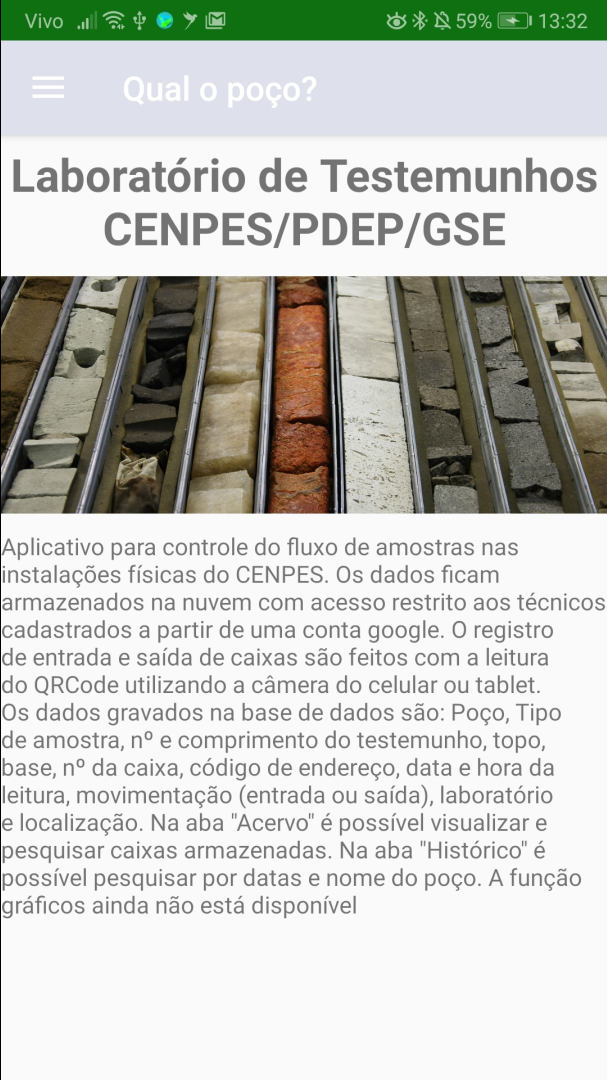 Vivo 59% 13:32
Qual o poço?
Laboratório de Testemunhos
CENPES/PDEP/GSE
Aplicativo para controle do fluxo de amostras nas
instalações físicas do CENPES. Os dados ficam
armazenados na nuvem com acesso restrito aos técnicos
cadastrados a partir de uma conta google. O registro
de entrada e saída de caixas são feitos com a leitura
do QRCode utilizando a câmera do celular ou tablet.
Os dados gravados na base de dados são: Poço, Tipo
de amostra, nº e comprimento do testemunho, topo,
base, nº da caixa, código de endereço, data e hora da
leitura, movimentação (entrada ou saída), laboratório
e localização. Na aba "Acervo" é possível visualizar e
pesquisar caixas armazenadas. Na aba "Histórico" é
possível pesquisar por datas e nome do poço. A função
gráficos ainda não está disponível